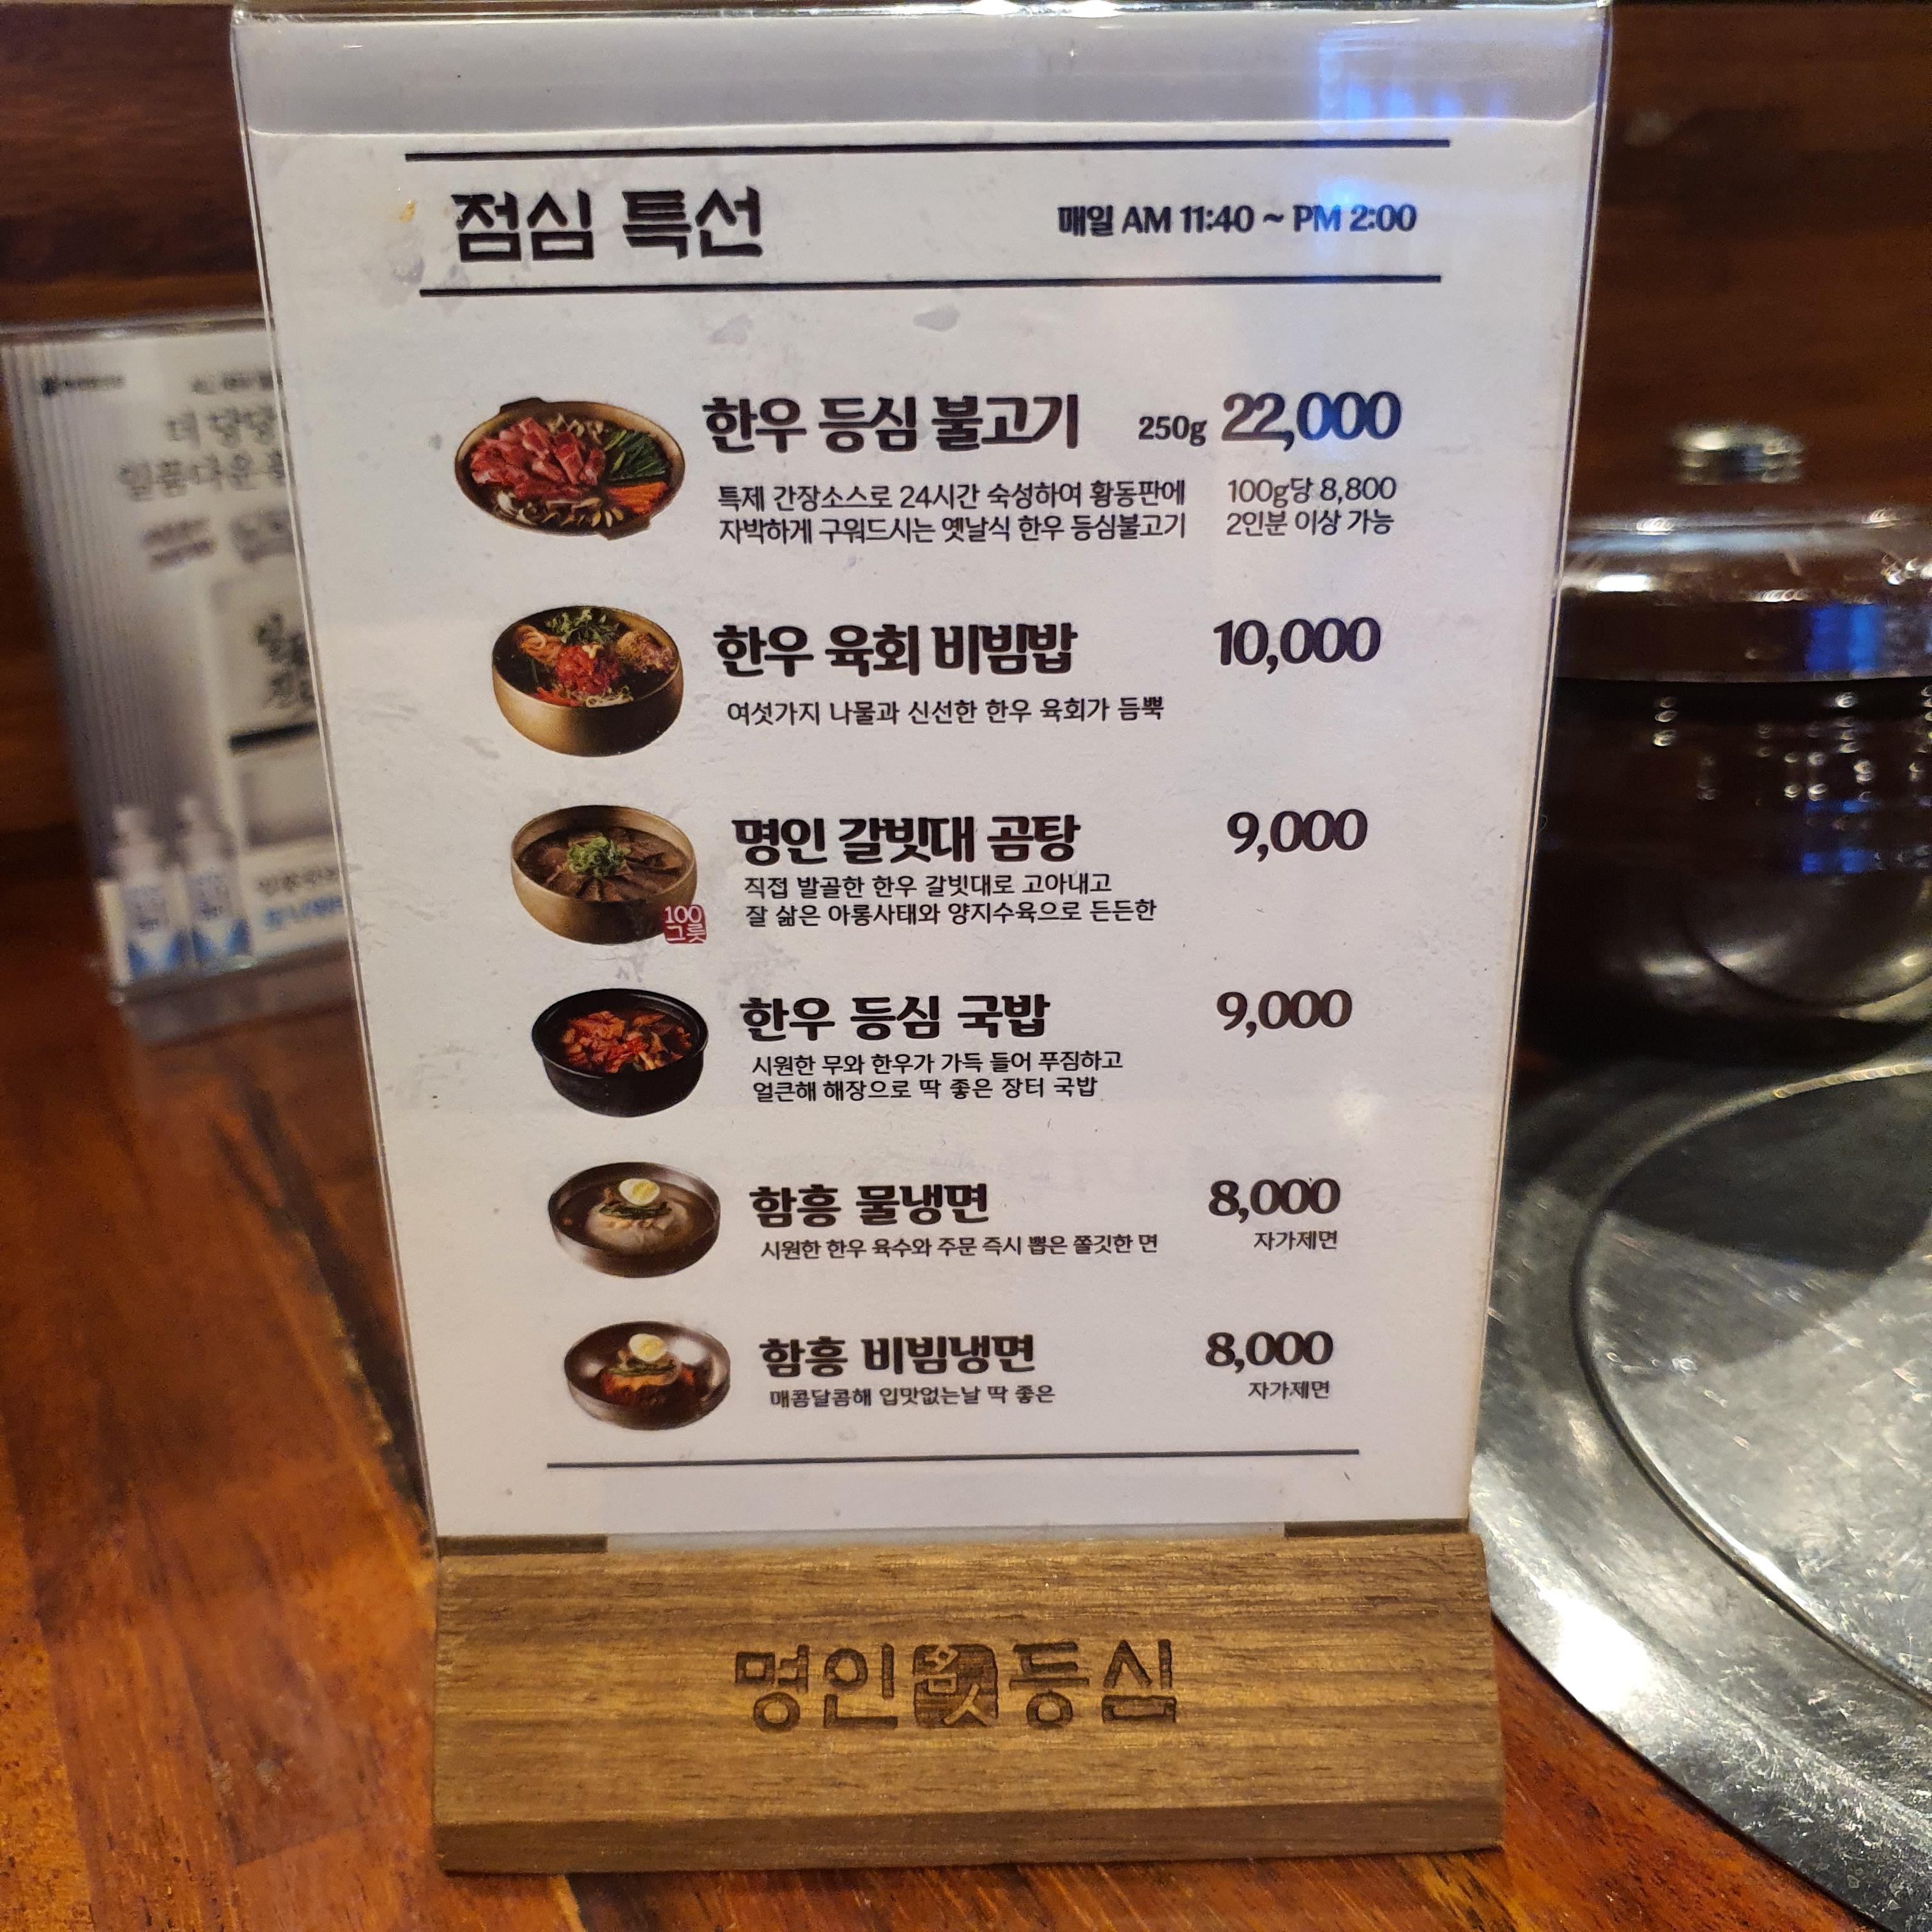 점심 특선
매일 AM 11:40 ~ PM 2:00
한우 등심 불고기 250g 22,000
특제 간장소스로 24시간 숙성하여 황동판에 100g당 8,800
자박하게 구워드시는 옛날식 한우 등심불고기 2인분 이상 가능
한우 육회 비빔밥 10,000
여섯가지 나물과 신선한 한우 육회가 듬뿍
명인 갈빗대 곰탕 9,000
직접 발골한 한우 갈빗대로 고아내고
잘 삶은 아롱사태와 양지수육으로 든든한
100
그릇
한우 등심 국밥 9,000
시원한 무와 한우가 가득 들어 푸짐하고
얼큰해 해장으로 딱 좋은 장터 국밥
함흥 물냉면 8,000
시원한 한우 육수와 주문 즉시 뽑은 쫄깃한 면 자가제면
함흥 비빔냉면 8,000
매콤달콤해 입맛없는날 딱 좋은 자가제면
명인 등심